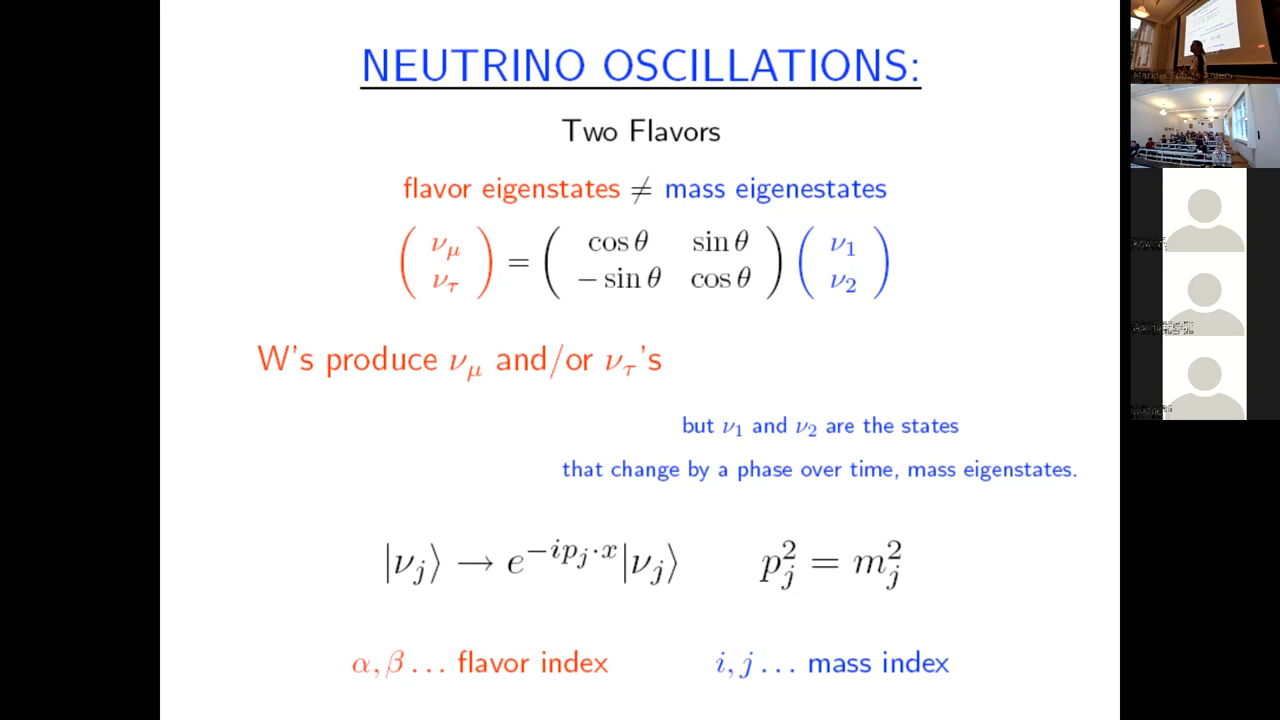 NEUTRINO OSCILLATIONS:
Two Flavors
flavor eigenstates ≠ mass eigenestates
( ν_μ ν_τ ) = ( cos θ sin θ − sin θ cos θ ) ( ν_1 ν_2 )
W's produce ν_μ and/or ν_τ's
but ν_1 and ν_2 are the states
that change by a phase over time, mass eigenstates.
|ν_j⟩ → e^{−ip_j·x}|ν_j⟩ p_j^2 = m_j^2
α, β … flavor index i, j … mass index